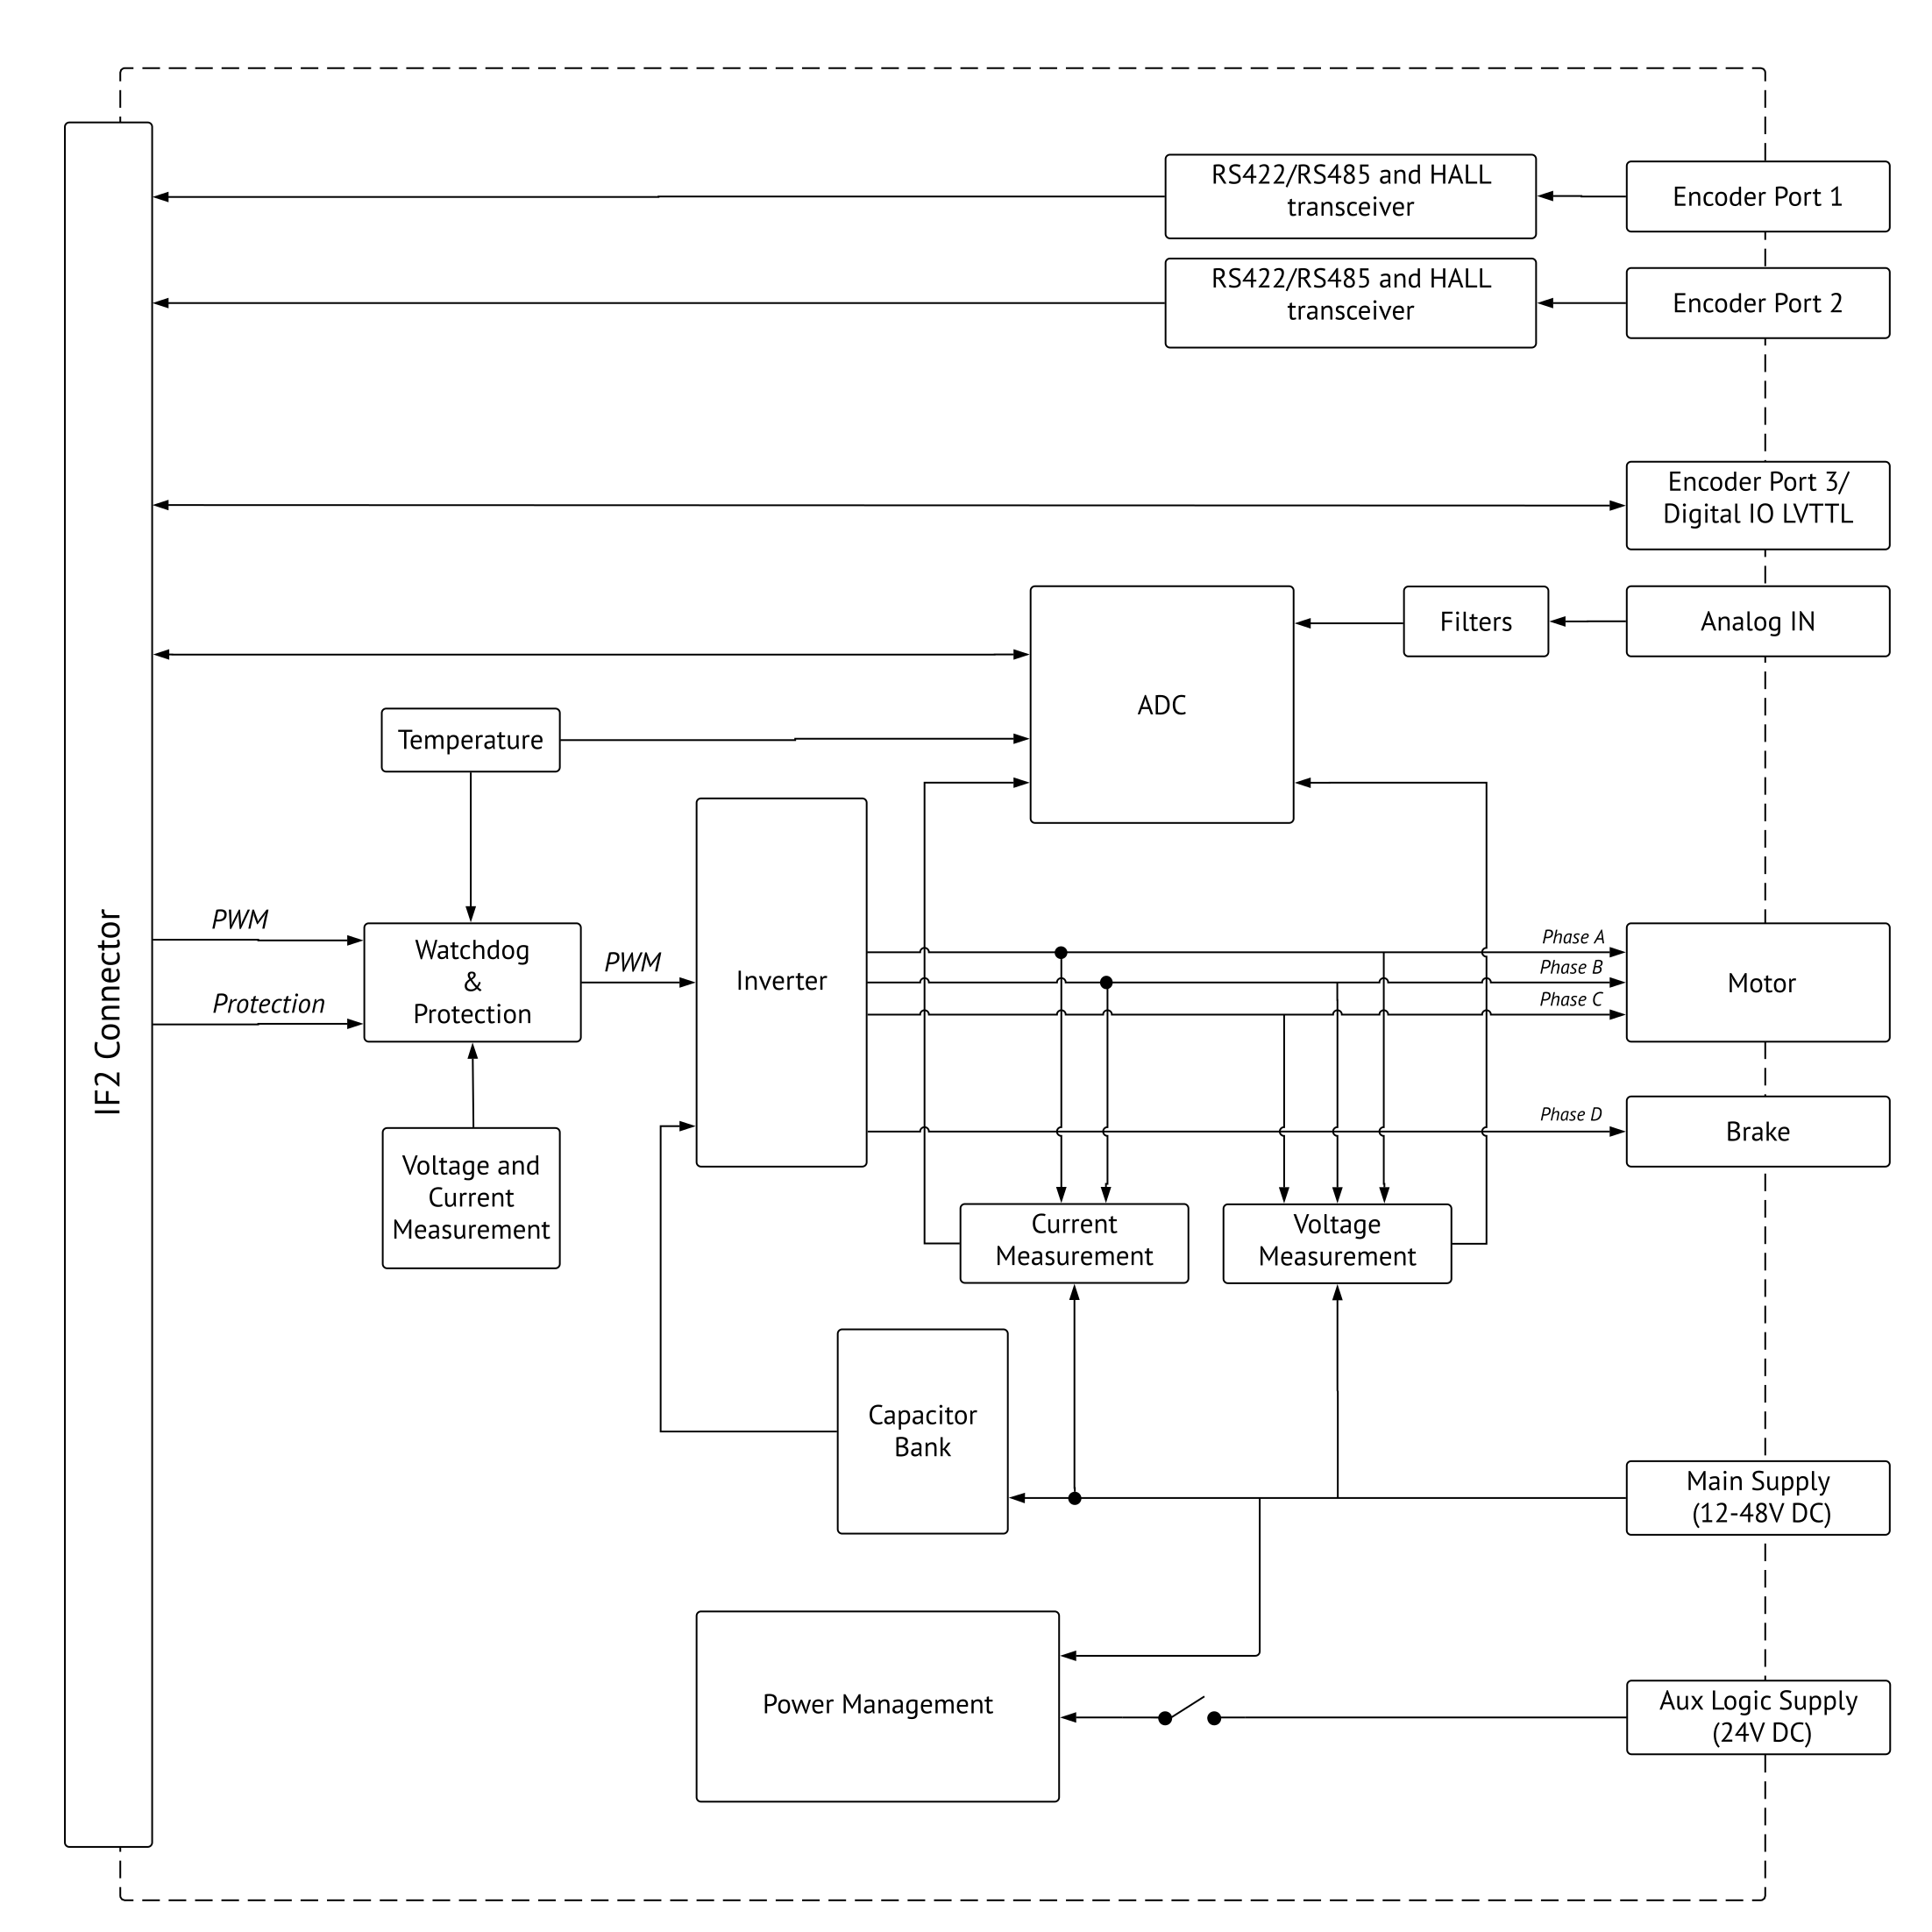 RS422/RS485 and HALL
transceiver
Encoder Port 1
RS422/RS485 and HALL
transceiver
Encoder Port 2
Encoder Port 3/
Digital IO LVTTL
Filters
Analog IN
ADC
Temperature
IF2 Connector
PWM
Protection
Watchdog
&
Protection
PWM
Inverter
Phase A
Phase B
Phase C
Motor
Phase D
Brake
Voltage and
Current
Measurement
Current
Measurement
Voltage
Measurement
Capacitor
Bank
Main Supply
(12-48V DC)
Power Management
Aux Logic Supply
(24V DC)